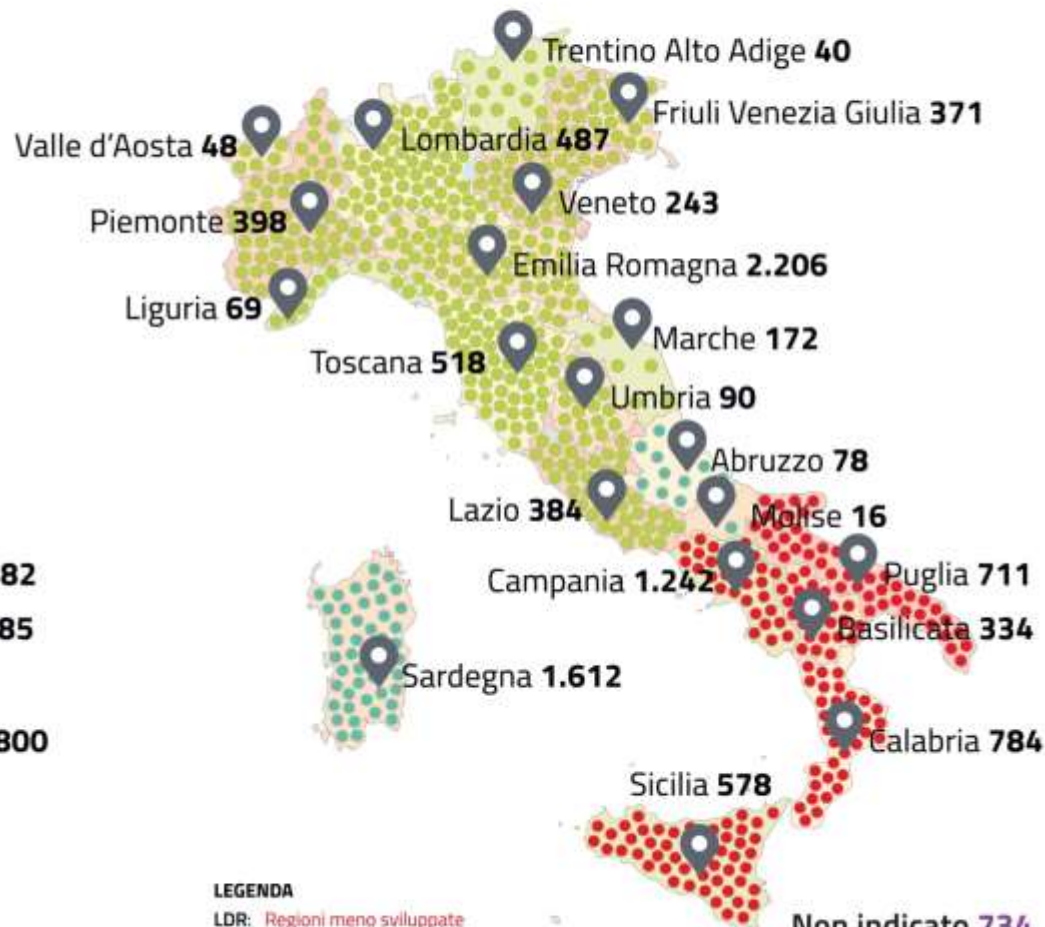 Trentino Alto Adige 40
Friuli Venezia Giulia 371
Valle d'Aosta 48
Lombardia 487
Veneto 243
Piemonte 398
Emilia Romagna 2.206
Liguria 69
Marche 172
Toscana 518
Umbria 90
Abruzzo 78
Lazio 384
Molise 16
82
Campania 1.242
Puglia 711
85
Basilicata 334
Sardegna 1.612
800
Calabria 784
Sicilia 578
LEGENDA
LDR: Regioni meno sviluppate
Non indicato 734